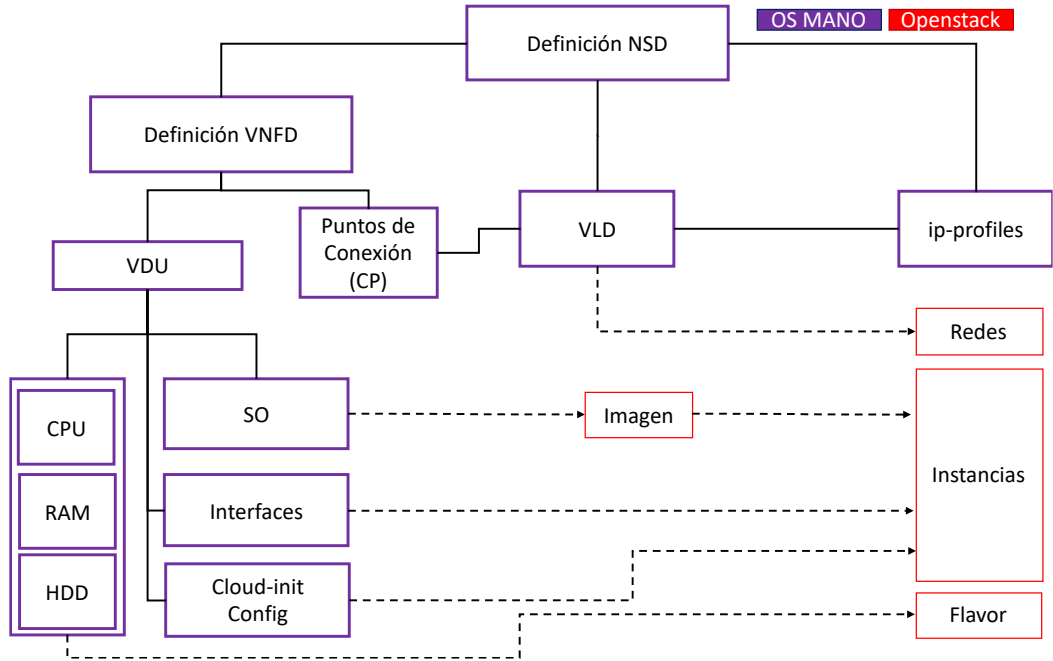 OS MANO
Openstack
Definición NSD
Definición VNFD
Puntos de
Conexión
(CP)
VLD
ip-profiles
VDU
Redes
CPU
SO
Imagen
Instancias
RAM
Interfaces
HDD
Cloud-init
Config
Flavor